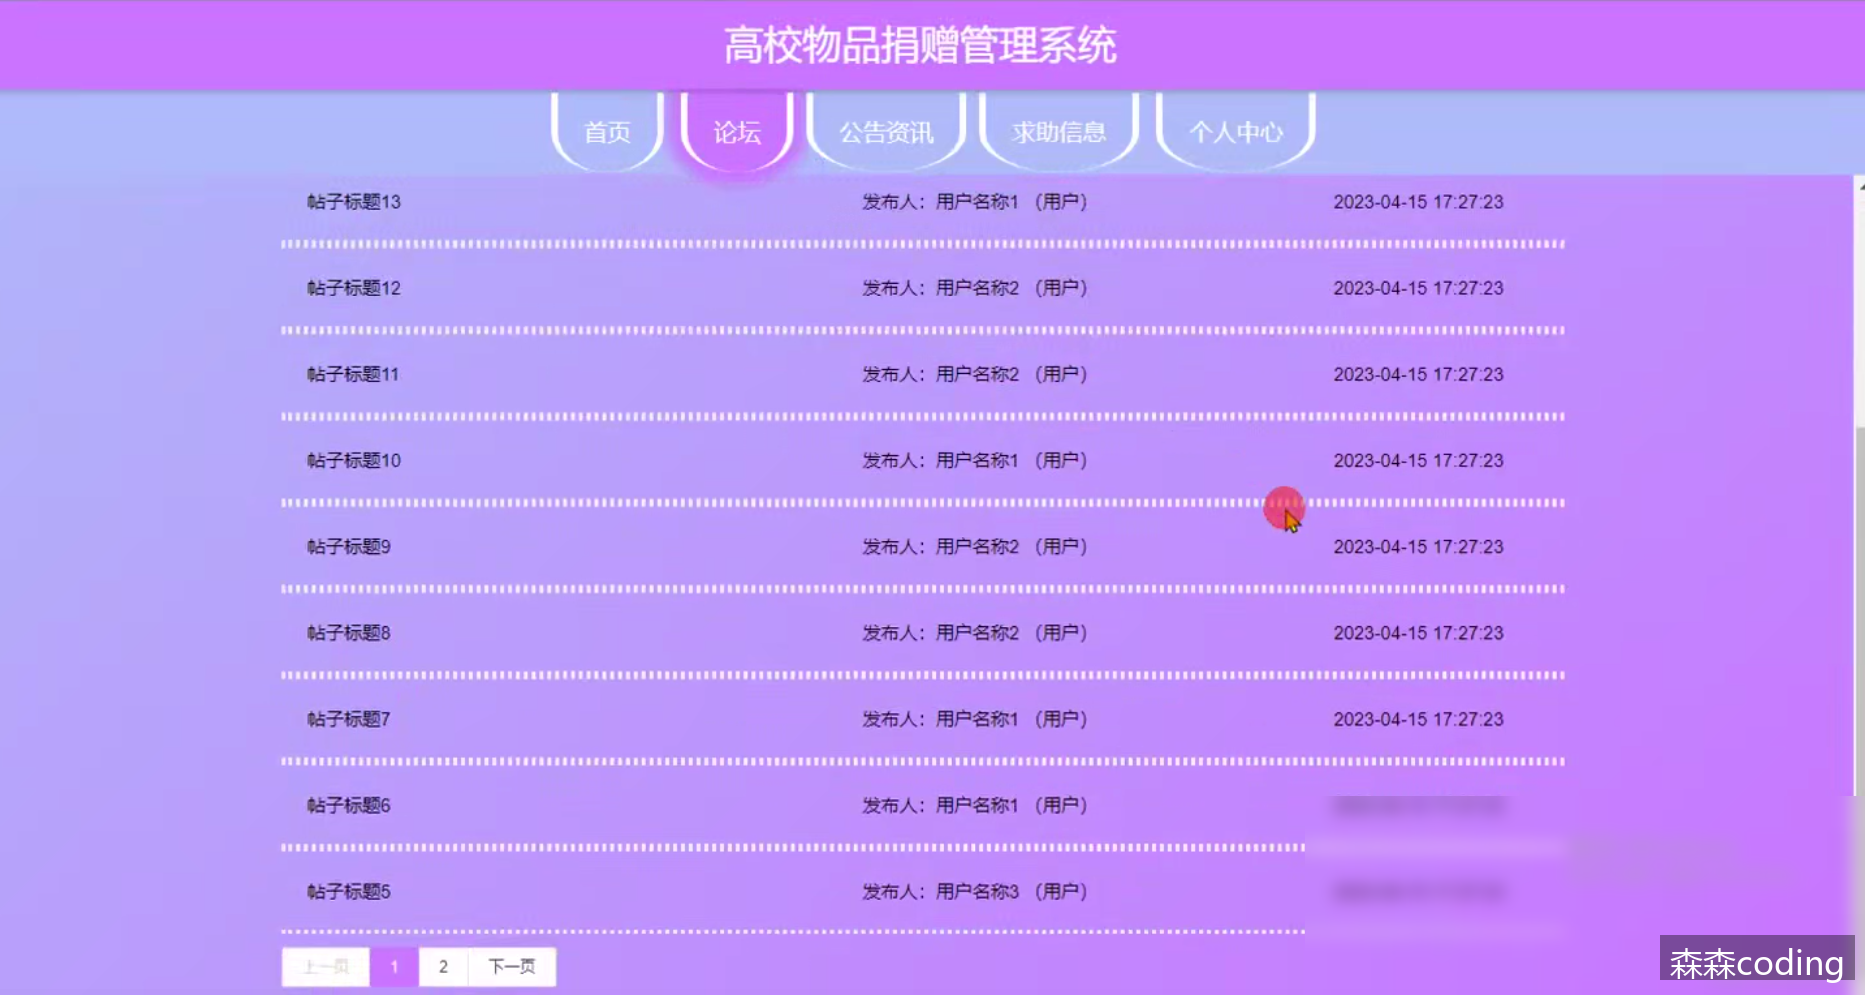 高校物品捐赠管理系统
首页 论坛 公告资讯 求助信息 个人中心
帖子标题13 发布人：用户名称1 （用户） 2023-04-15 17:27:23
帖子标题12 发布人：用户名称2 （用户） 2023-04-15 17:27:23
帖子标题11 发布人：用户名称2 （用户） 2023-04-15 17:27:23
帖子标题10 发布人：用户名称1 （用户） 2023-04-15 17:27:23
帖子标题9 发布人：用户名称2 （用户） 2023-04-15 17:27:23
帖子标题8 发布人：用户名称2 （用户） 2023-04-15 17:27:23
帖子标题7 发布人：用户名称1 （用户） 2023-04-15 17:27:23
帖子标题6 发布人：用户名称1 （用户）
帖子标题5 发布人：用户名称3 （用户）
上一页 1 2 下一页
森森coding